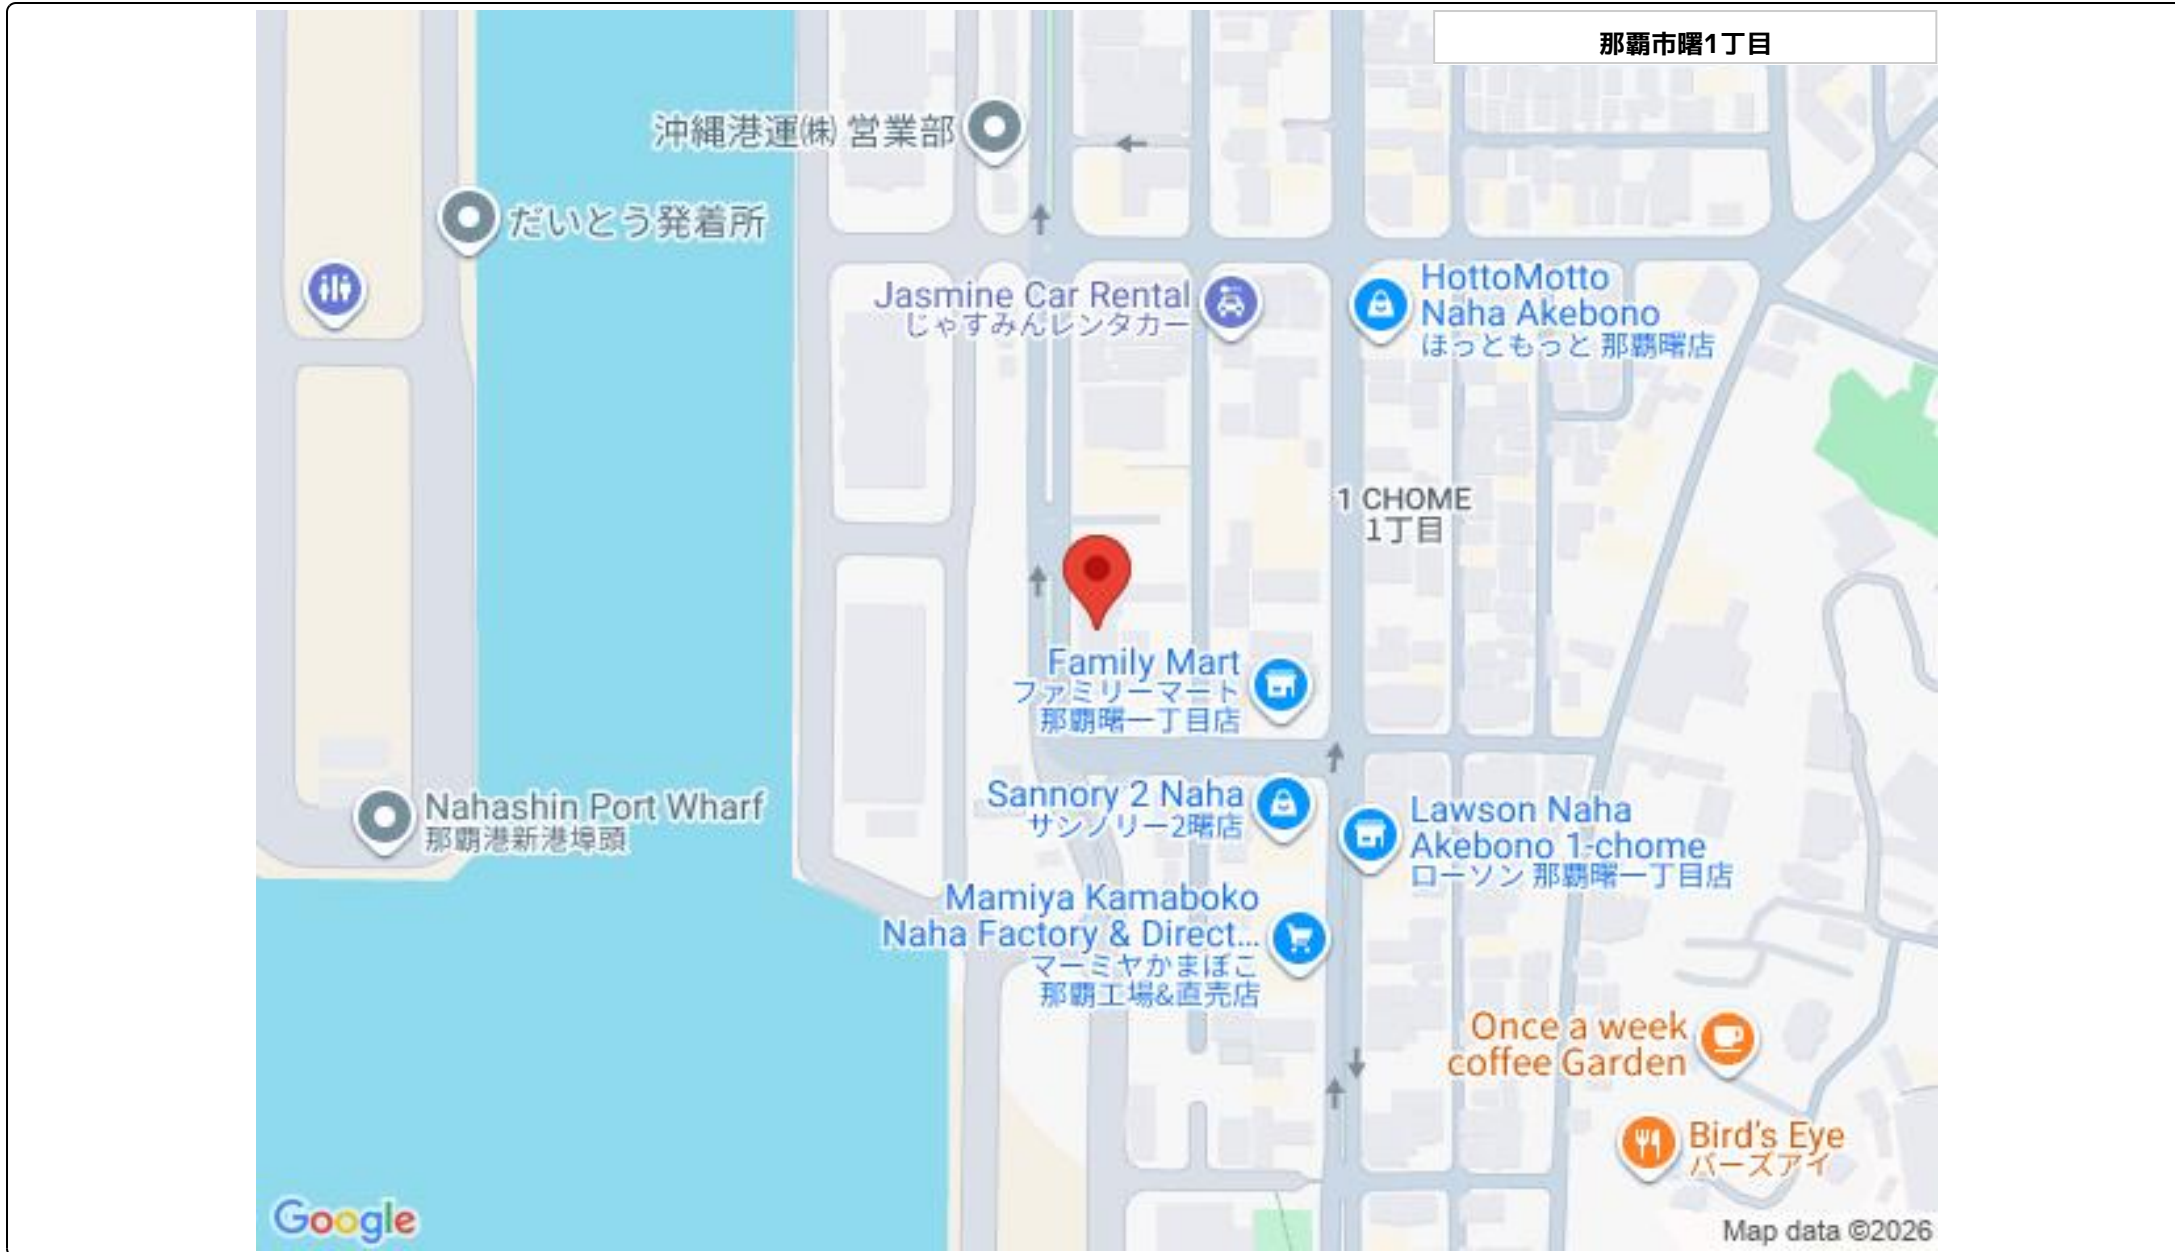 那覇市曙1丁目
沖縄港運㈱ 営業部
だいとう発着所
Jasmine Car Rental
じゃすみんレンタカー
HottoMotto
Naha Akebono
ほっともっと 那覇曙店
1 CHOME
1丁目
Family Mart
ファミリーマート
那覇曙一丁目店
Nahashin Port Wharf
那覇港新港埠頭
Sannory 2 Naha
サンノリー2曙店
Lawson Naha
Akebono 1-chome
ローソン 那覇曙一丁目店
Mamiya Kamaboko
Naha Factory & Direct...
マーミヤかまぼこ
那覇工場&直売店
Once a week
coffee Garden
Bird's Eye
バーズアイ
Google
Map data ©2026